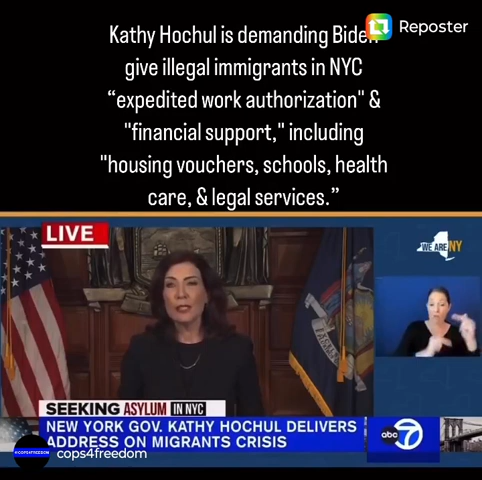 Kathy Hochul is demanding Biden
Reposter
give illegal immigrants in NYC
“expedited work authorization" &
"financial support," including
"housing vouchers, schools, health
care, & legal services.”
LIVE
WE ARE NY
SEEKING ASYLUM IN NYC
NEW YORK GOV. KATHY HOCHUL DELIVERS
ADDRESS ON MIGRANTS CRISIS
abc 7
#COPS4FREEDOM
cops4freedom